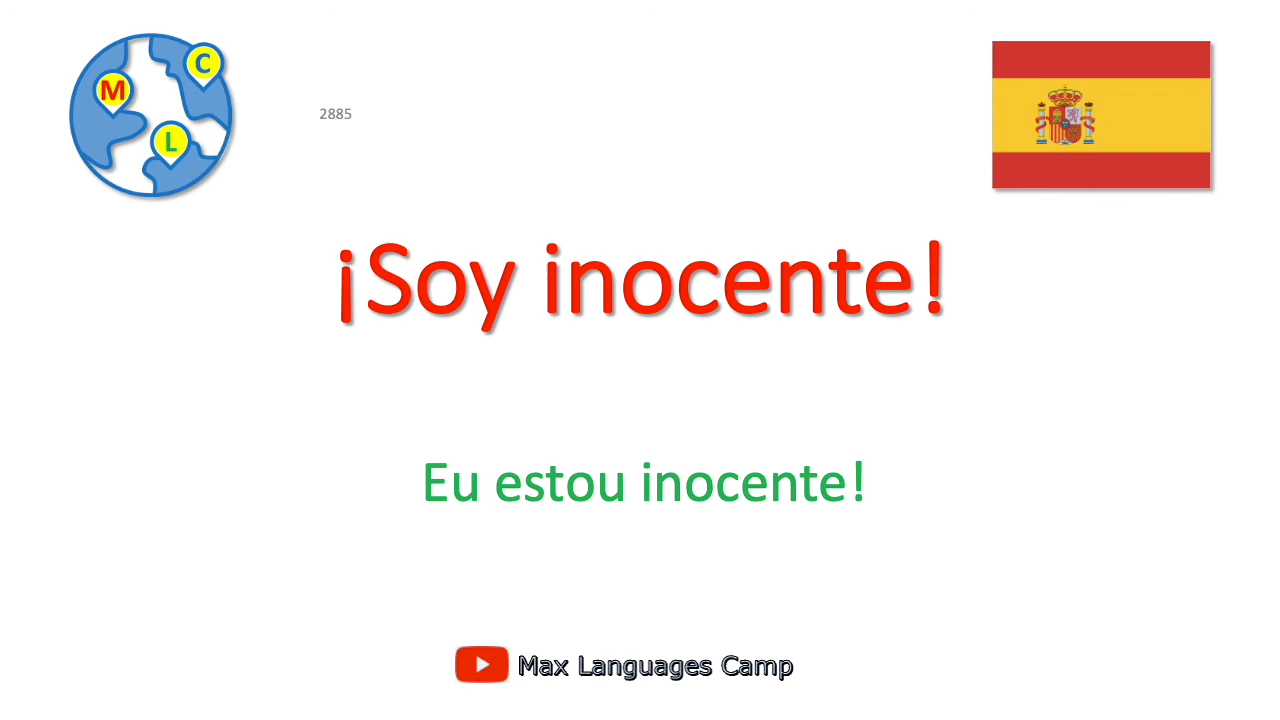 M
C
L
2885
¡Soy inocente!
Eu estou inocente!
Max Languages Camp